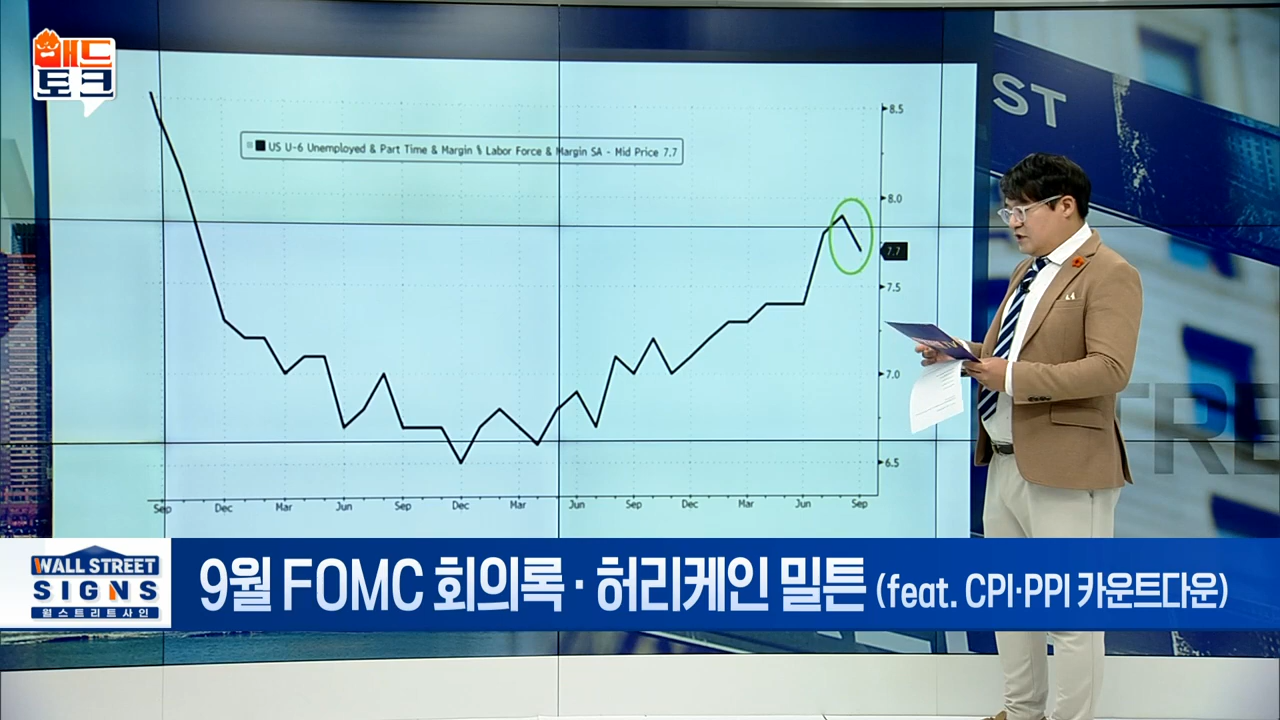 매드
토크
ST
US U-6 Unemployed & Part Time & Margin % Labor Force & Margin SA - Mid Price 7.7
8.5
8.0
7.7
7.5
7.0
6.5
Sep Dec Mar Jun Sep Dec Mar Jun Sep Dec Mar Jun Sep
TRE
WALL STREET
SIGNS
월스트리트사인
9월 FOMC 회의록·허리케인 밀튼 (feat. CPI·PPI 카운트다운)